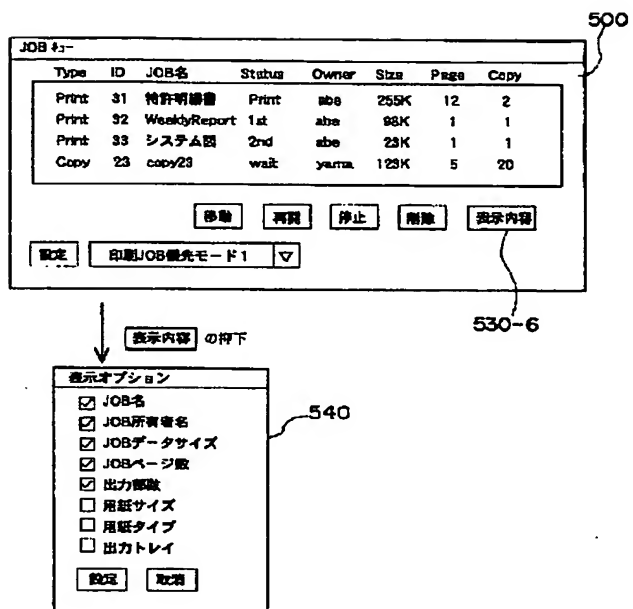 500
JOBキュー
Type ID JOB名 Status Owner Size Page Copy
Print 31 特許明細書 Print abe 255K 12 2
Print 32 WeeklyReport 1st abe 98K 1 1
Print 33 システム図 2nd abe 23K 1 1
Copy 23 copy23 wait yama 123K 5 20
移動 再開 停止 削除 表示内容
設定 印刷JOB優先モード1
530-6
表示内容 の押下
表示オプション
540
JOB名
JOB所有者名
JOBデータサイズ
JOBページ数
出力部数
用紙サイズ
用紙タイプ
出力トレイ
設定 取消